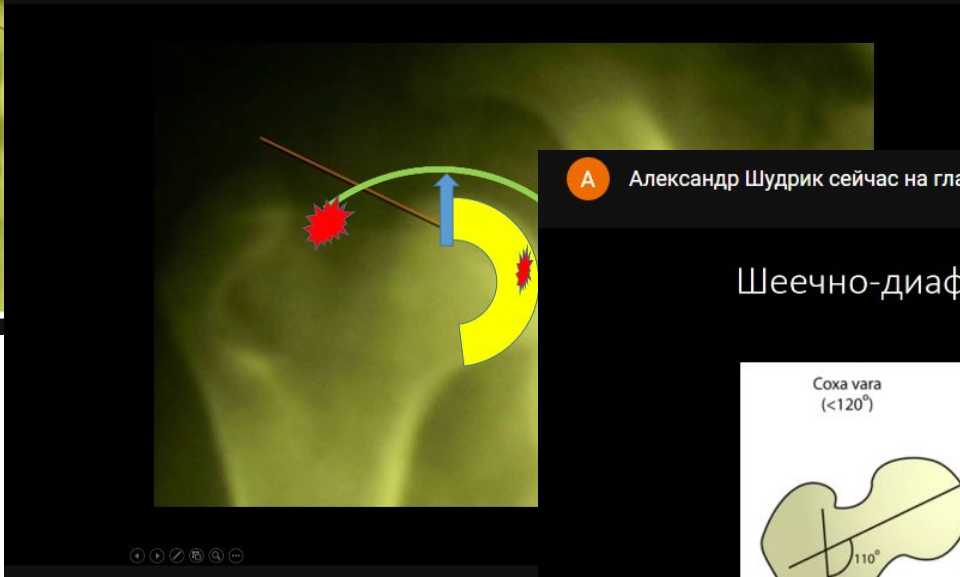 А
Александр Шудрик сейчас на гла
Шеечно-диаф
Coxa vara
(<120°)
110°